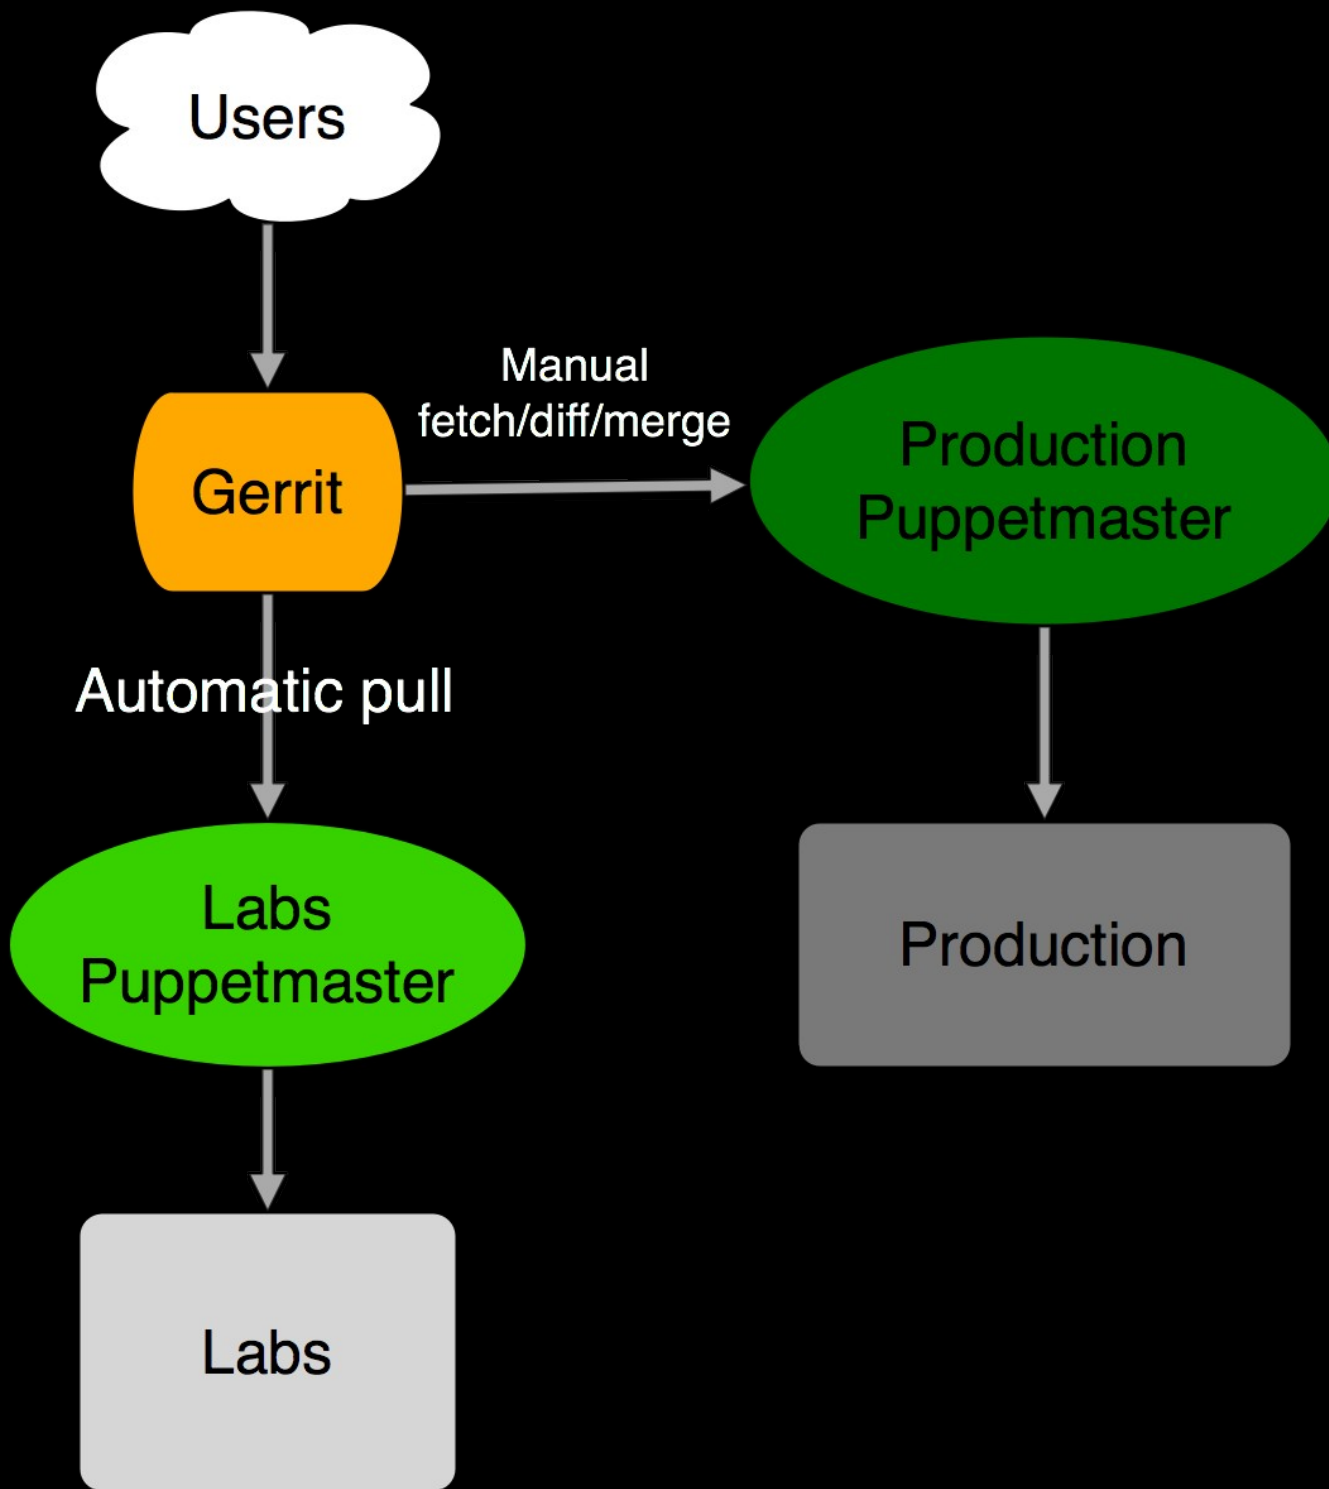 Users
Manual
fetch/diff/merge
Gerrit
Production
Puppetmaster
Automatic pull
Labs
Puppetmaster
Production
Labs